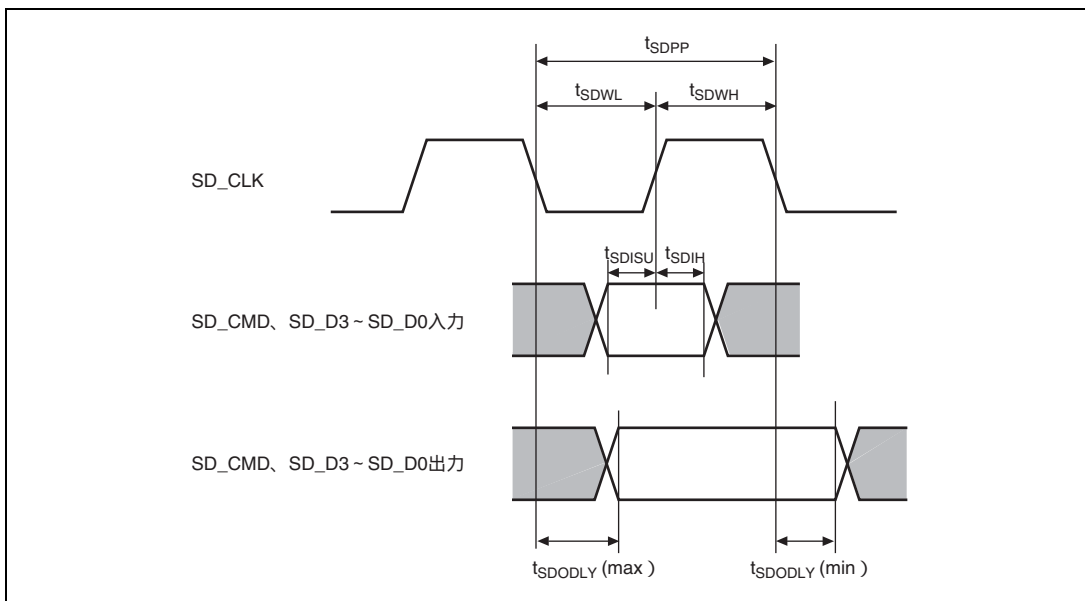 tSDPP
tSDWL tSDWH
SD_CLK
tSDISU tSDIH
SD_CMD、SD_D3~SD_D0入力
SD_CMD、SD_D3~SD_D0出力
tSDODLY (max) tSDODLY (min)